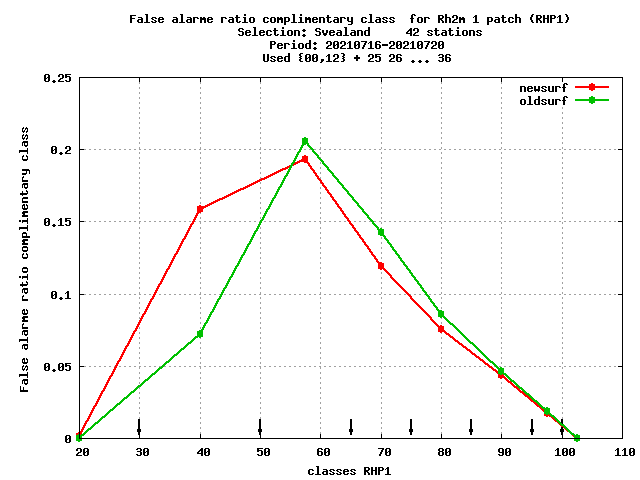 False alarme ratio complimentary class  for Rh2m 1 patch (RHP1)
Selection: Svealand     42 stations
Period: 20210716-20210720
Used {00,12} + 25 26 ... 36
0.25
newsurf
oldsurf
0.2
0.15
0.1
0.05
0
False alarme ratio complimentary class
20 30 40 50 60 70 80 90 100 110
classes RHP1